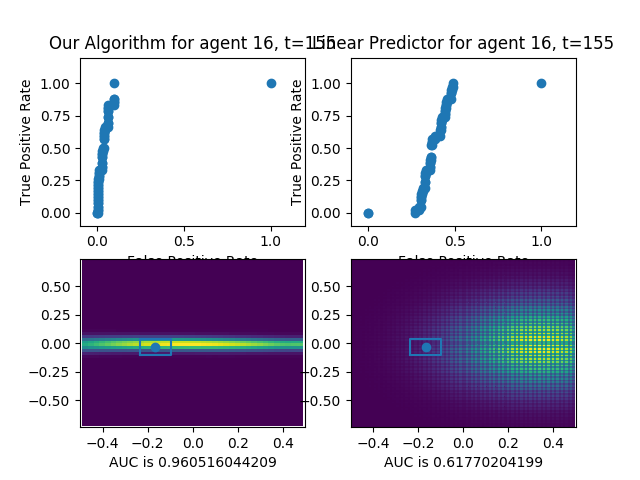 Our Algorithm for agent 16, t=155
Linear Predictor for agent 16, t=155
True Positive Rate
1.00
0.75
0.50
0.25
0.00
0.0 0.5 1.0
False Positive Rate
True Positive Rate
1.00
0.75
0.50
0.25
0.00
0.0 0.5 1.0
False Positive Rate
0.50
0.25
0.00
−0.25
−0.50
−0.4 −0.2 0.0 0.2 0.4
AUC is 0.960516044209
0.50
0.25
0.00
−0.25
−0.50
−0.4 −0.2 0.0 0.2 0.4
AUC is 0.61770204199